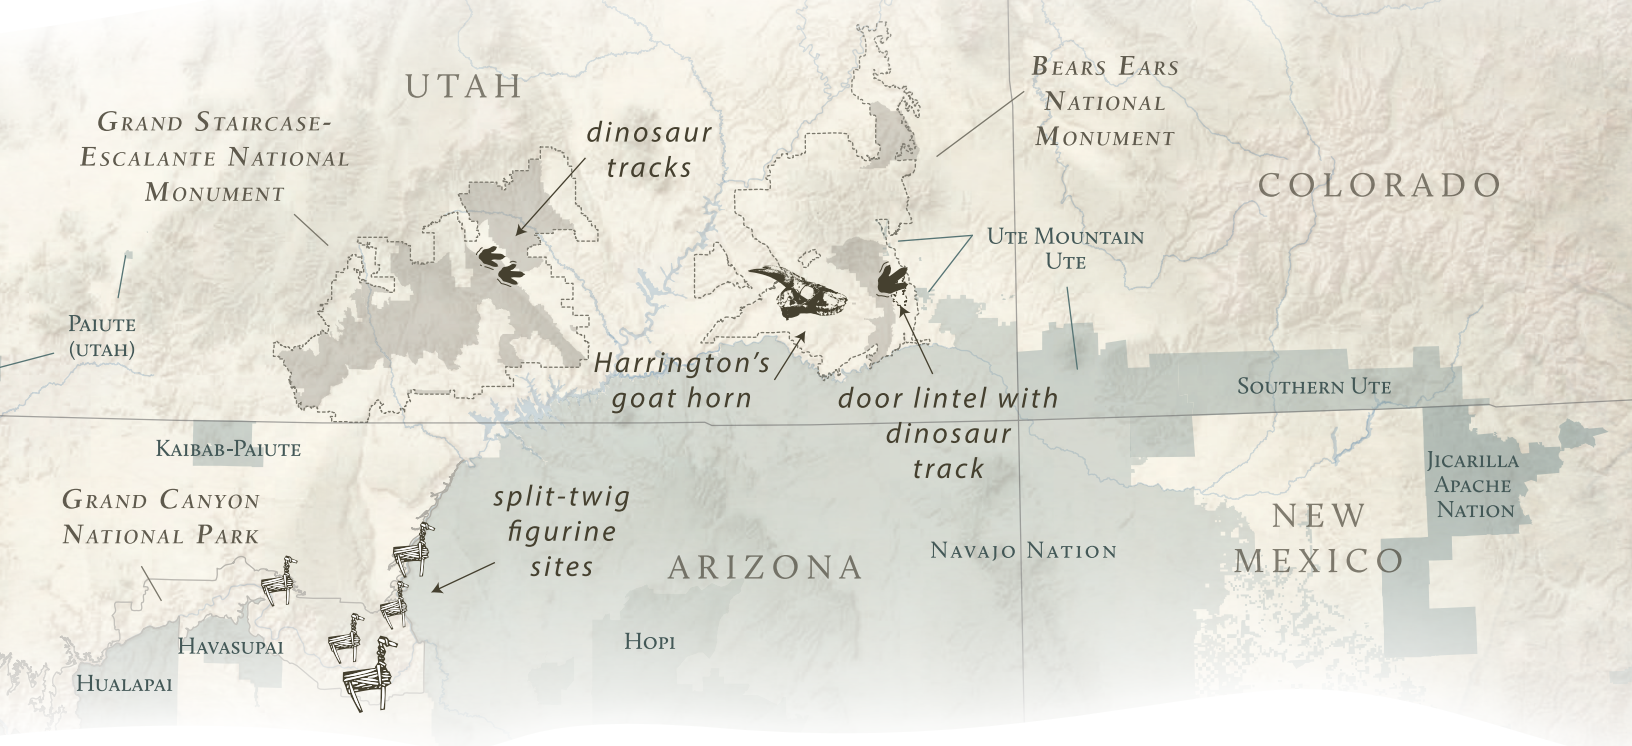 UTAH
BEARS EARS
NATIONAL
MONUMENT
GRAND STAIRCASE-
ESCALANTE NATIONAL
MONUMENT
dinosaur
tracks
COLORADO
UTE MOUNTAIN
UTE
PAIUTE
(UTAH)
Harrington's
goat horn
door lintel with
dinosaur
track
SOUTHERN UTE
KAIBAB-PAIUTE
GRAND CANYON
NATIONAL PARK
split-twig
figurine
sites
JICARILLA
APACHE
NATION
NEW
MEXICO
ARIZONA
NAVAJO NATION
HAVASUPAI
HOPI
HUALAPAI